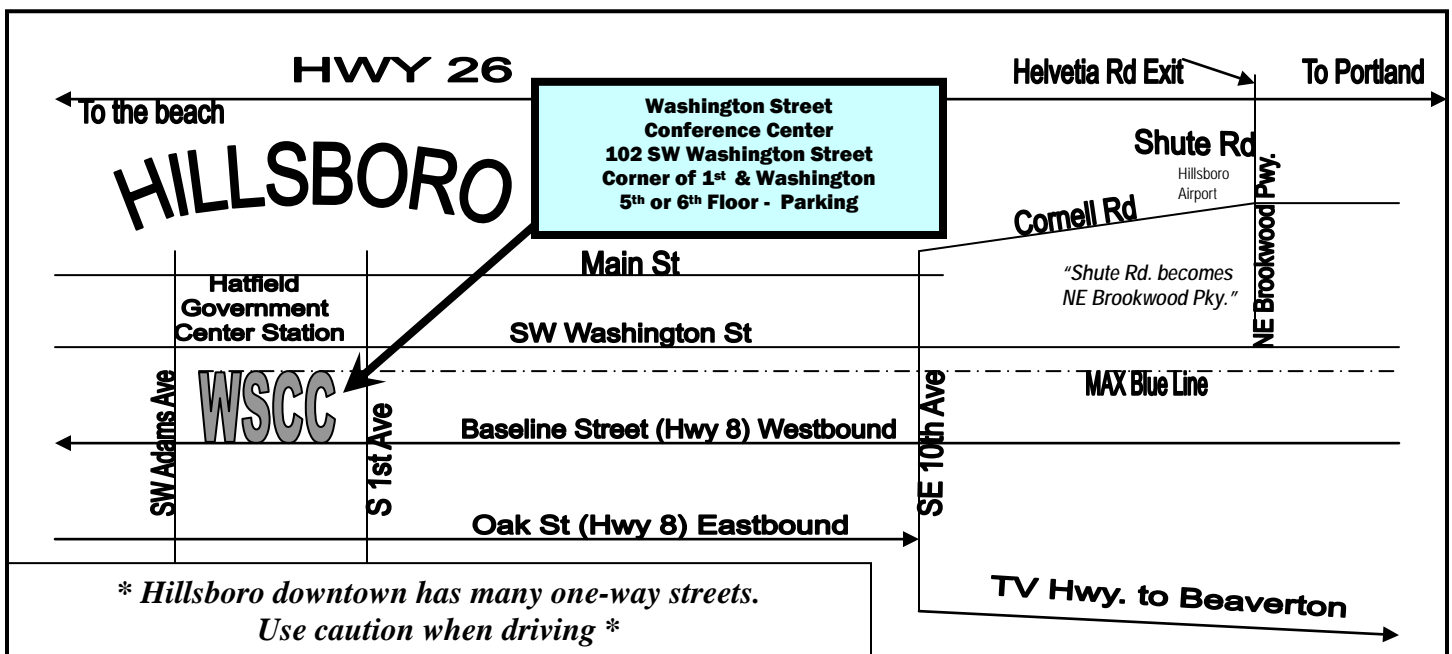 HWY 26
Helvetia Rd Exit
To Portland
To the beach
Washington Street
Conference Center
102 SW Washington Street
Corner of 1st & Washington
5th or 6th Floor - Parking
HILLSBORO
Shute Rd
Hillsboro
Airport
Cornell Rd
NE Brookwood Pwy.
Main St
"Shute Rd. becomes
NE Brookwood Pky."
Hatfield
Government
Center Station
SW Washington St
WSCC
MAX Blue Line
SW Adams Ave
S 1st Ave
Baseline Street (Hwy 8) Westbound
SE 10th Ave
Oak St (Hwy 8) Eastbound
TV Hwy. to Beaverton
* Hillsboro downtown has many one-way streets.
Use caution when driving *